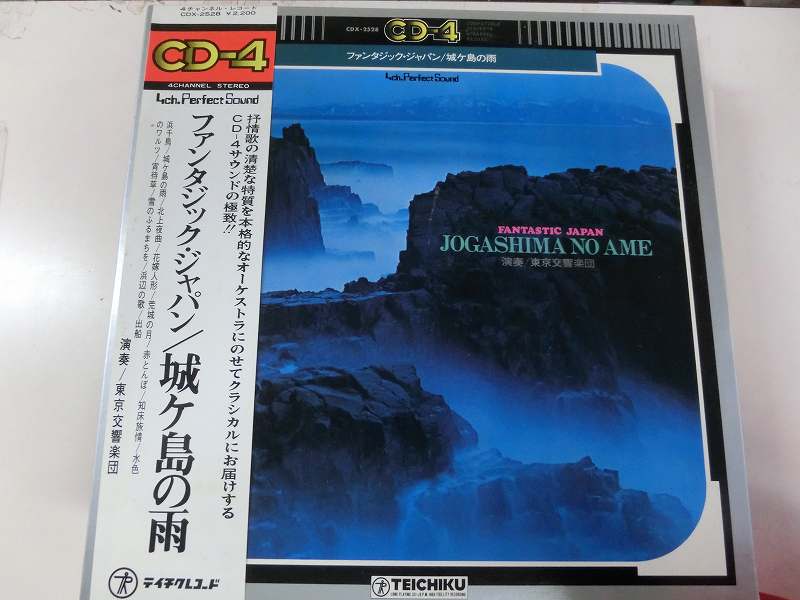 4チャンネル・レコード
CDX-2528 ¥2,200
CD-4
4CHANNEL STEREO
4ch. Perfect Sound
抒情歌の清楚な特質を本格的なオーケストラにのせてクラシカルにお届けする
CD-4サウンドの極致!!
ファンタジック・ジャパン/城ケ島の雨
浜千鳥/城ケ島の雨/北上夜曲/花嫁人形/荒城の月/赤とんぼ/知床旅情/水色
のワルツ/宵待草/雪のふるまちを/浜辺の歌/出船
演奏/東京交響楽団
テイチクレコード
CDX-2528
CD-4
ファンタジック・ジャパン/城ケ島の雨
4ch. Perfect Sound
FANTASTIC JAPAN
JOGASHIMA NO AME
演奏/東京交響楽団
TEICHIKU